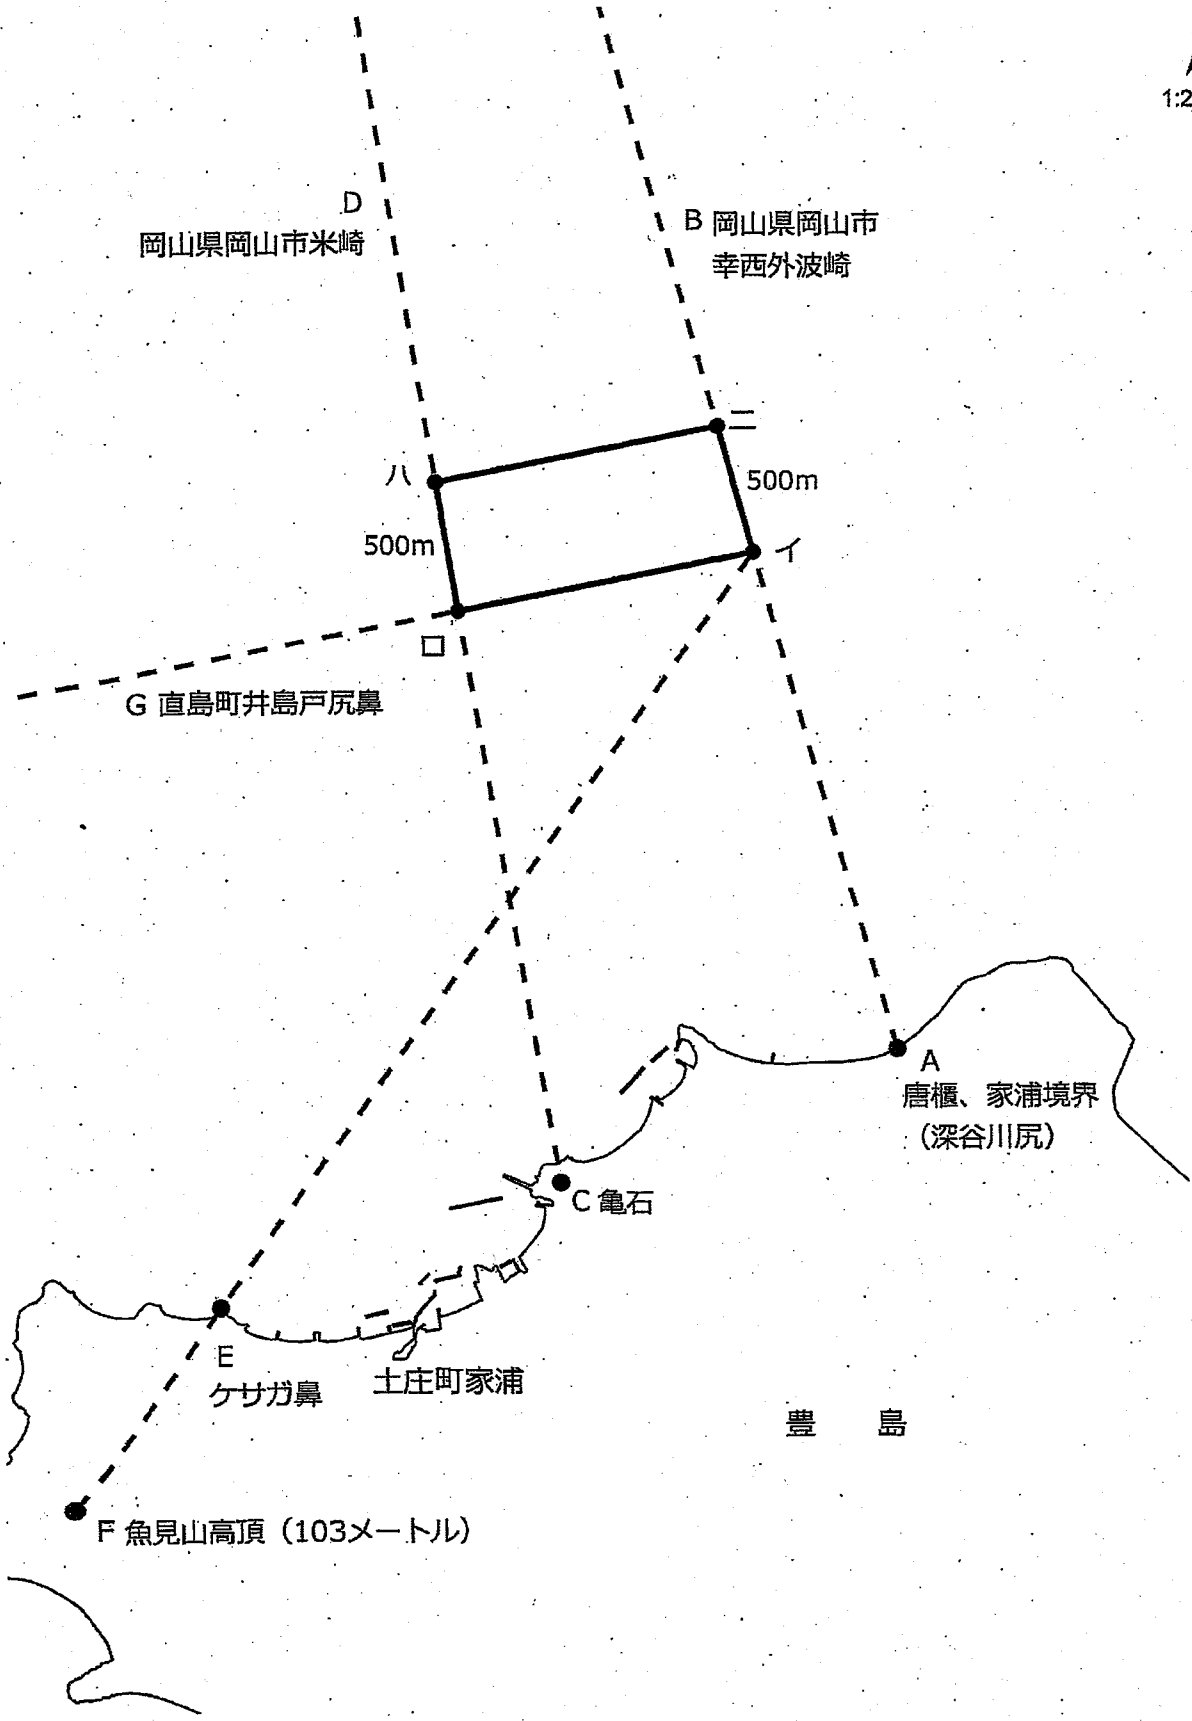 1:2
D
岡山県岡山市米崎
B 岡山県岡山市
幸西外波崎
ニ
ハ
500m
500m
イ
ロ
G 直島町井島戸尻鼻
A
唐櫃、家浦境界
（深谷川尻）
C 亀石
E
ケサガ鼻
土庄町家浦
豊 島
F 魚見山高頂（103メートル）